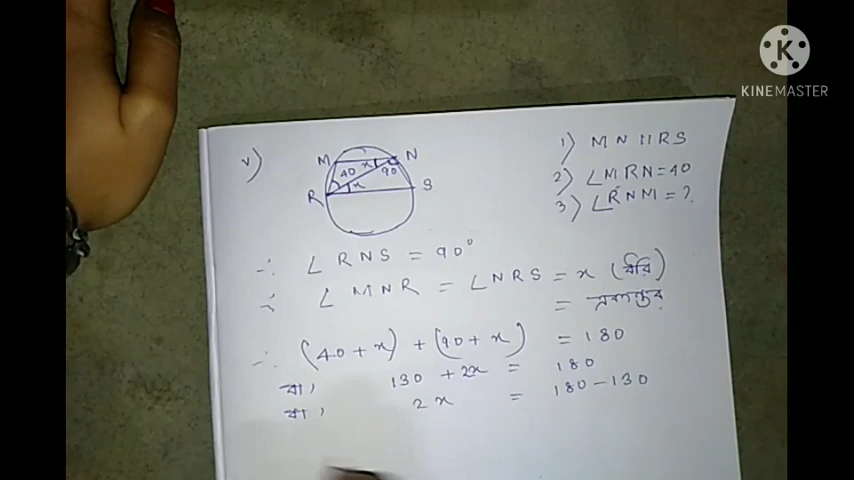 K
KINEMASTER
v)
M N
40 x 90
x
R S
1) MN || RS
2) ∠MRN = 40
3) ∠RNM = ?
∴ ∠RNS = 90°
∴ ∠MNR = ∠NRS = x (ধরি)
= একান্তর
∴ (40 + x) + (90 + x) = 180
বা, 130 + 2x = 180
বা, 2x = 180 - 130